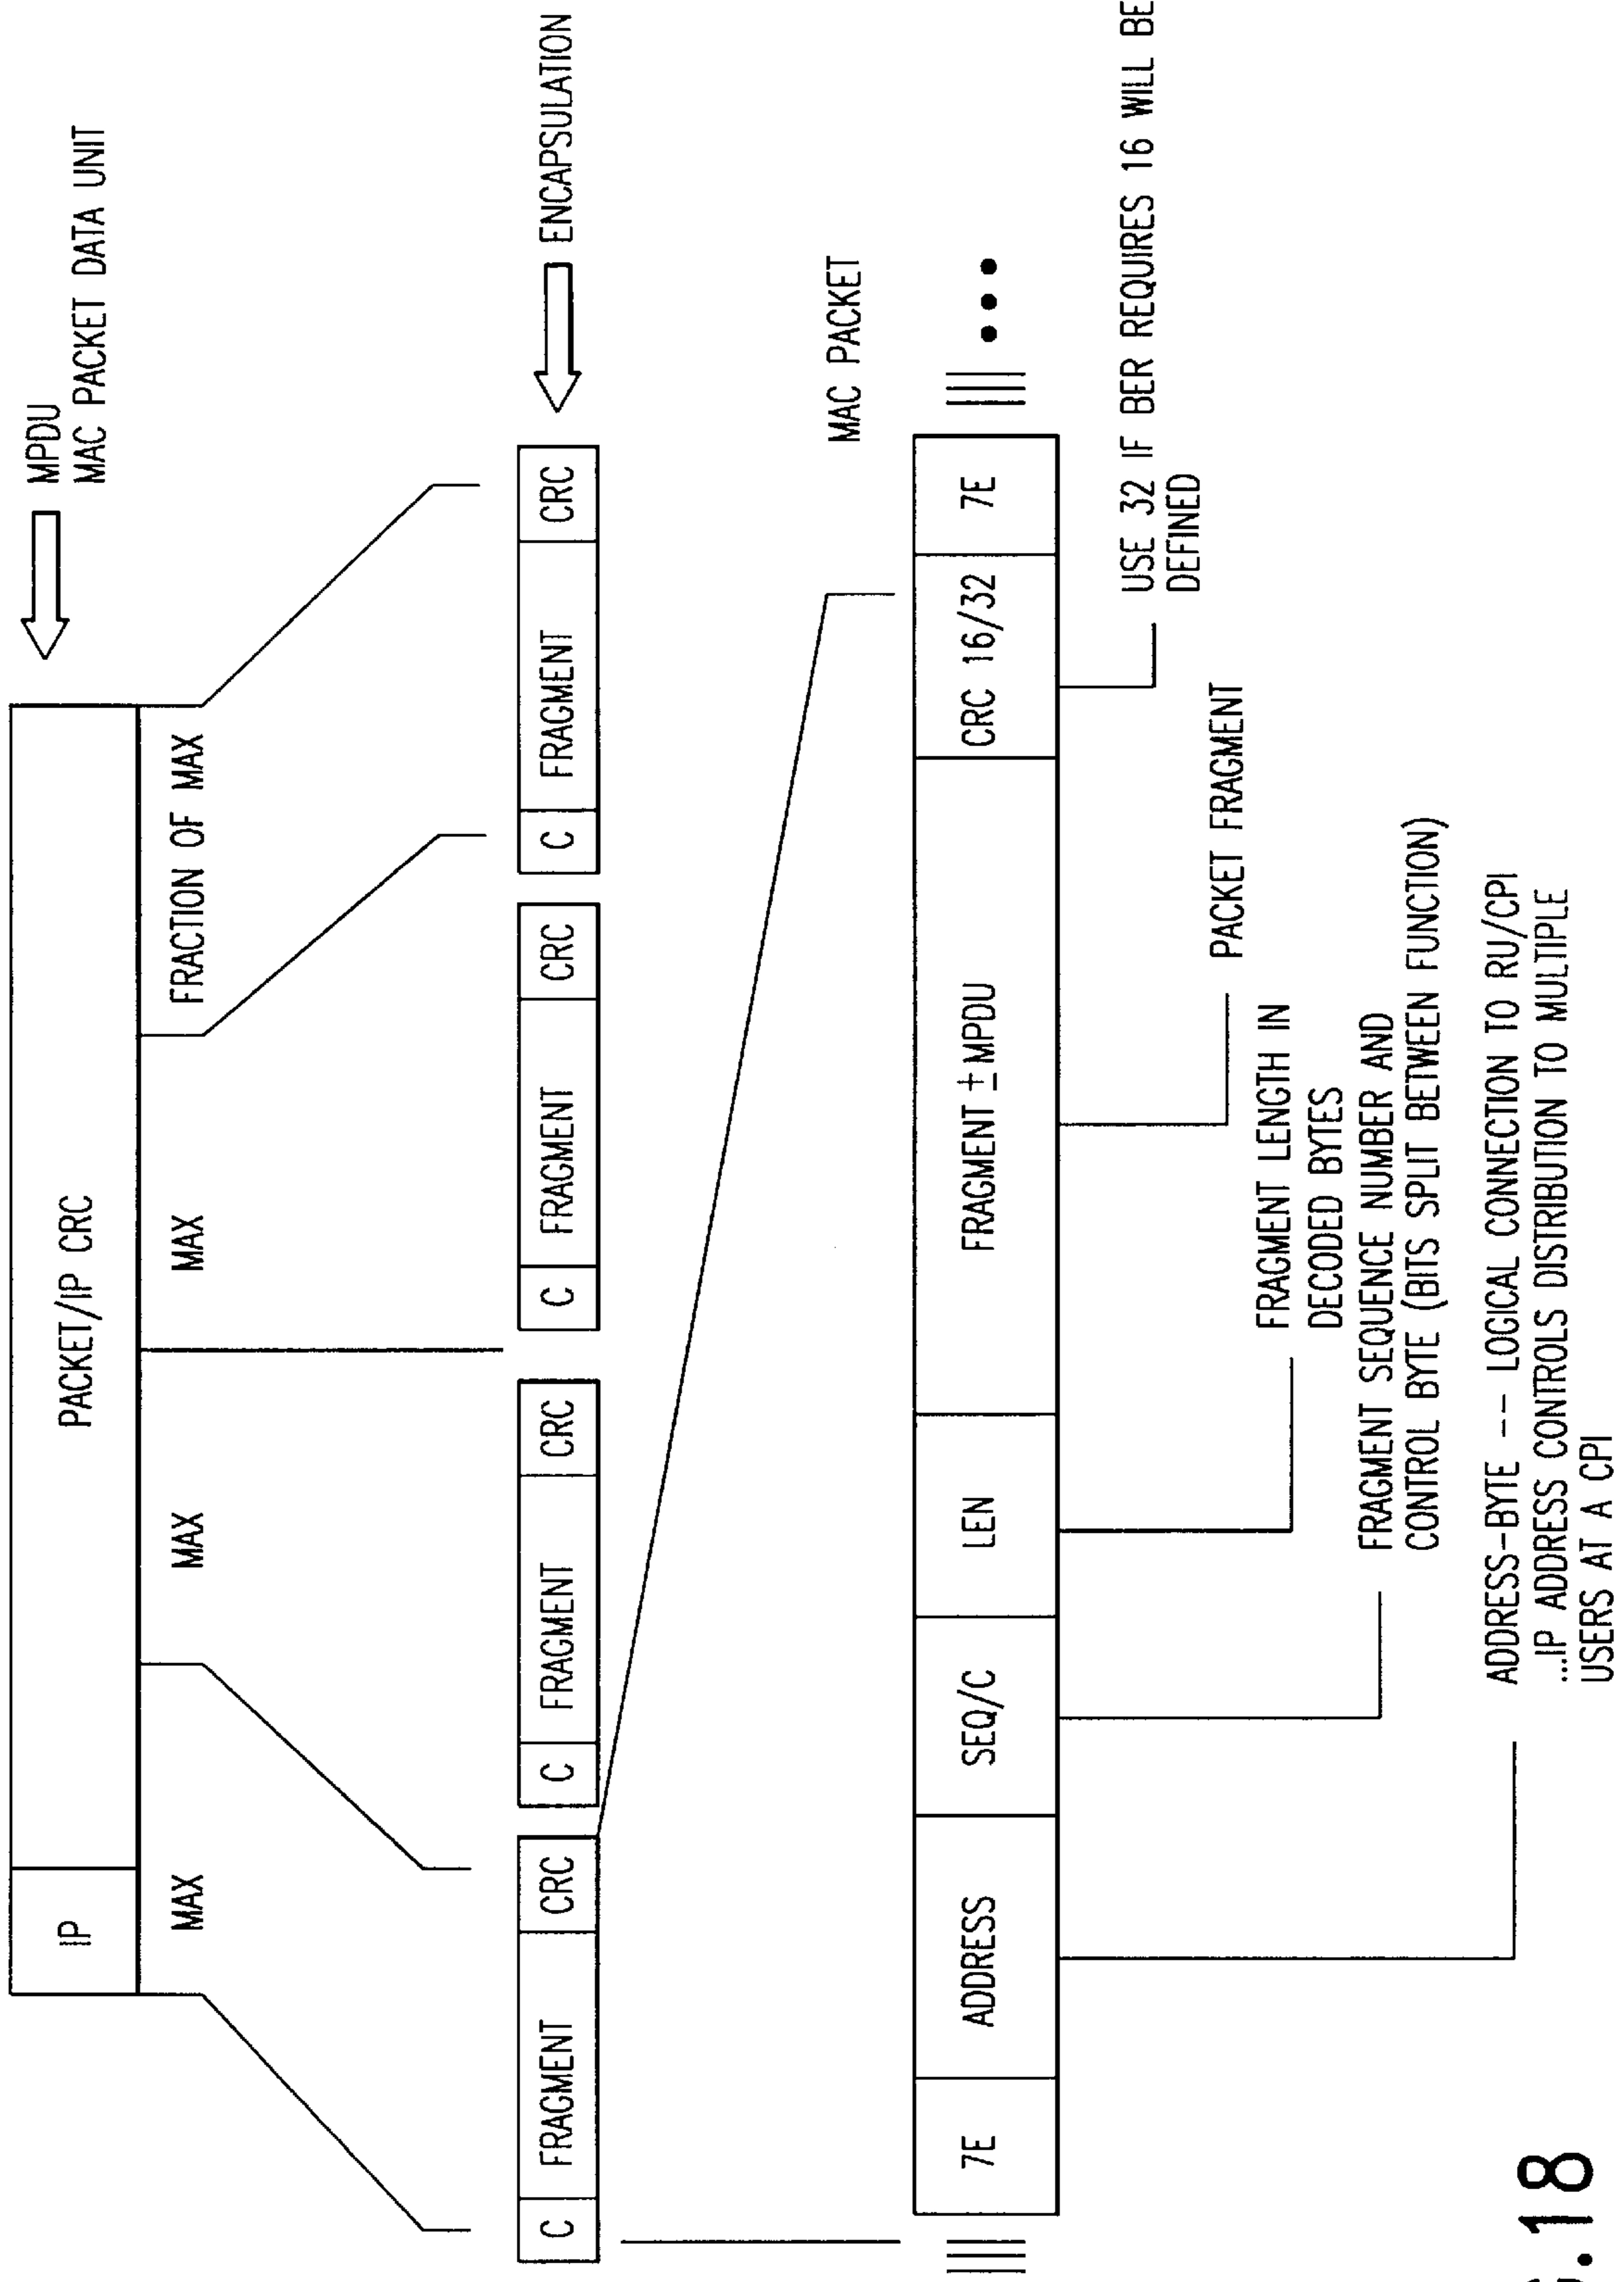 MPDU
MAC PACKET DATA UNIT
IP
PACKET/IP CRC
MAX
MAX
MAX
FRACTION OF MAX
C
FRAGMENT
CRC
C
FRAGMENT
CRC
C
FRAGMENT
CRC
C
FRAGMENT
CRC
ENCAPSULATION
MAC PACKET
7E
ADDRESS
SEQ/C
LEN
FRAGMENT ± MPDU
CRC 16/32
7E
USE 32 IF BER REQUIRES 16 WILL BE
DEFINED
PACKET FRAGMENT
FRAGMENT LENGTH IN
DECODED BYTES
FRAGMENT SEQUENCE NUMBER AND
CONTROL BYTE (BITS SPLIT BETWEEN FUNCTION)
ADDRESS-BYTE -- LOGICAL CONNECTION TO RU/CPI
...IP ADDRESS CONTROLS DISTRIBUTION TO MULTIPLE
USERS AT A CPI
.18